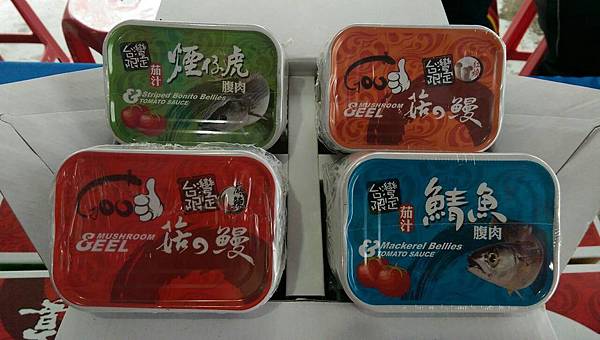 台灣
限定
茄汁
煙仔虎
腹肉
&Striped Bonito Bellies
TOMATO SAUCE
Good
台灣
限定
MUSHROOM
&EEL
菇の鰻
Good
台灣
限定
MUSHROOM
&EEL
菇の鰻
台灣
限定
茄汁
鯖魚
腹肉
&Mackerel Bellies
TOMATO SAUCE